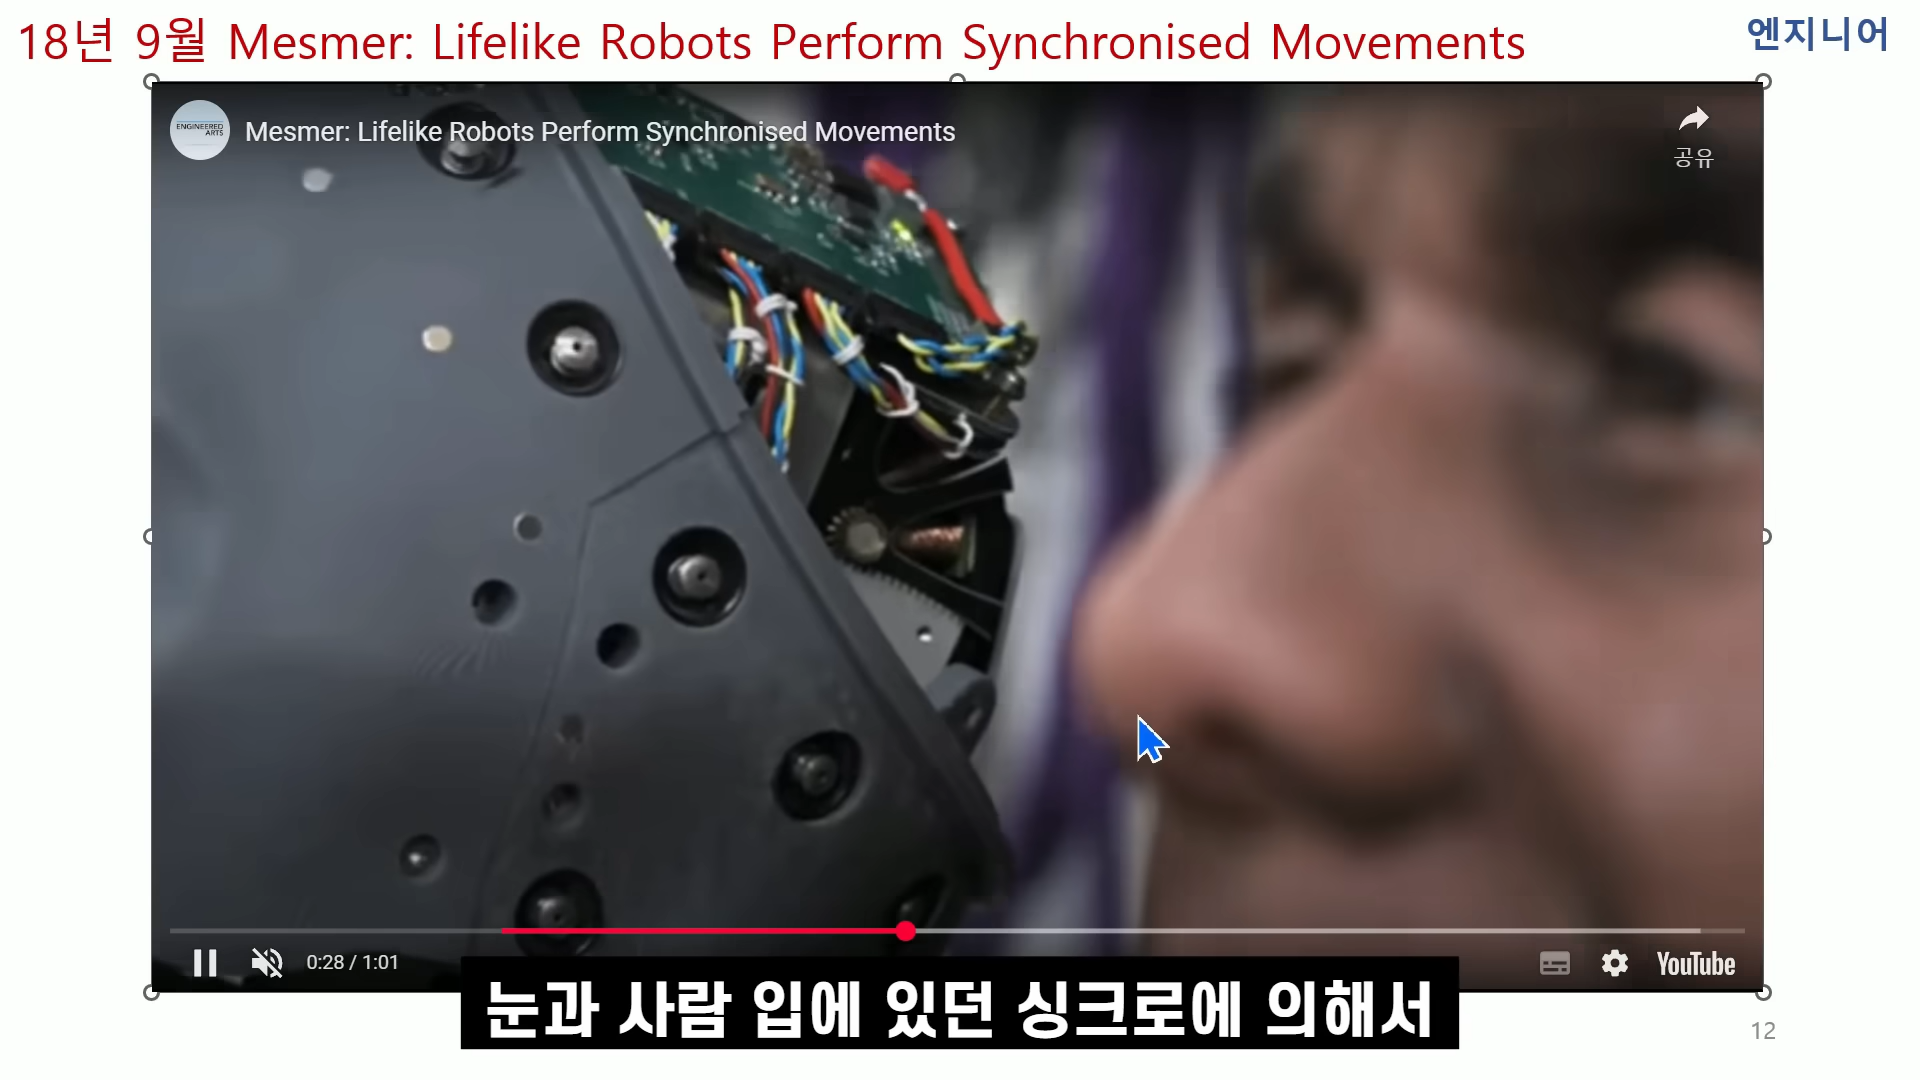 18년 9월 Mesmer: Lifelike Robots Perform Synchronised Movements
엔지니어
ENGINEERED
ARTS
Mesmer: Lifelike Robots Perform Synchronised Movements
공유
0:28 / 1:01
YouTube
눈과 사람 입에 있던 싱크로에 의해서
12